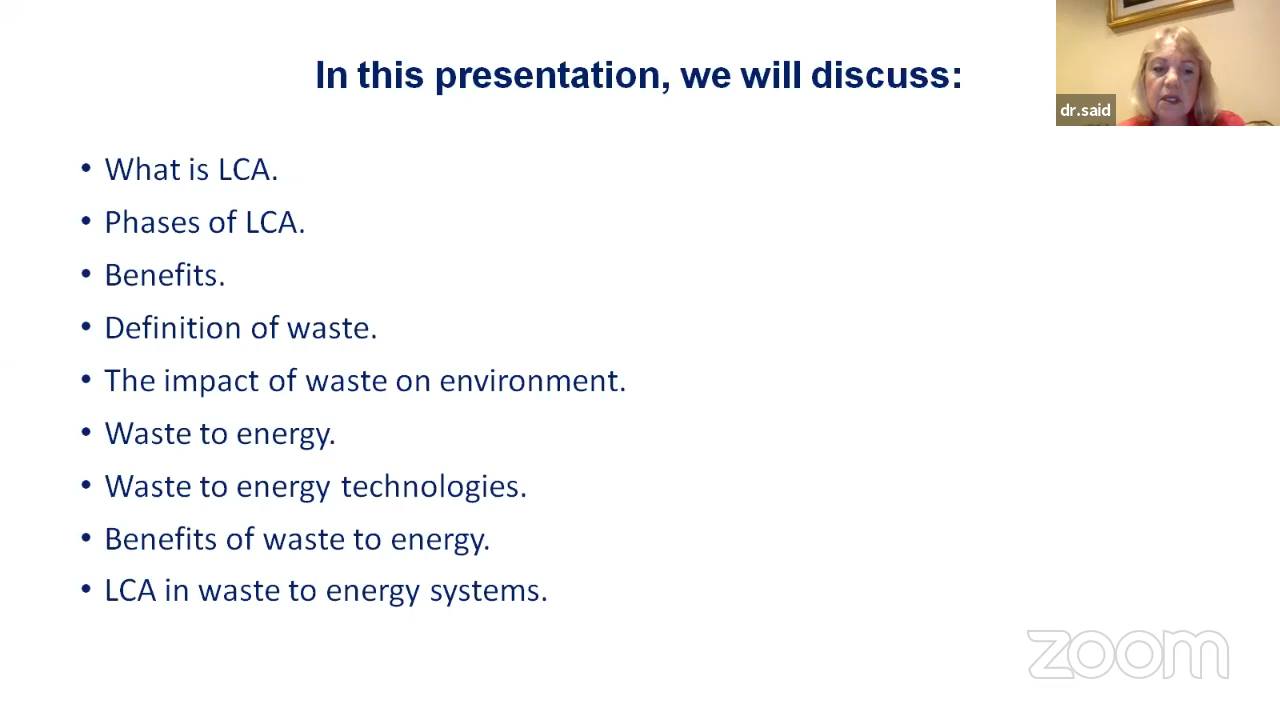 In this presentation, we will discuss:
dr.said
• What is LCA.
• Phases of LCA.
• Benefits.
• Definition of waste.
• The impact of waste on environment.
• Waste to energy.
• Waste to energy technologies.
• Benefits of waste to energy.
• LCA in waste to energy systems.
zoom